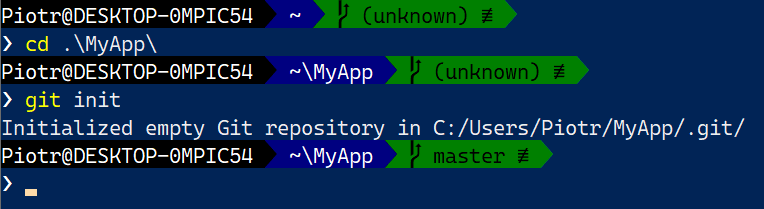 Piotr@DESKTOP-0MPIC54 ~ (unknown) ≢
❯ cd .\MyApp\
Piotr@DESKTOP-0MPIC54 ~\MyApp (unknown) ≢
❯ git init
Initialized empty Git repository in C:/Users/Piotr/MyApp/.git/
Piotr@DESKTOP-0MPIC54 ~\MyApp master ≢
❯